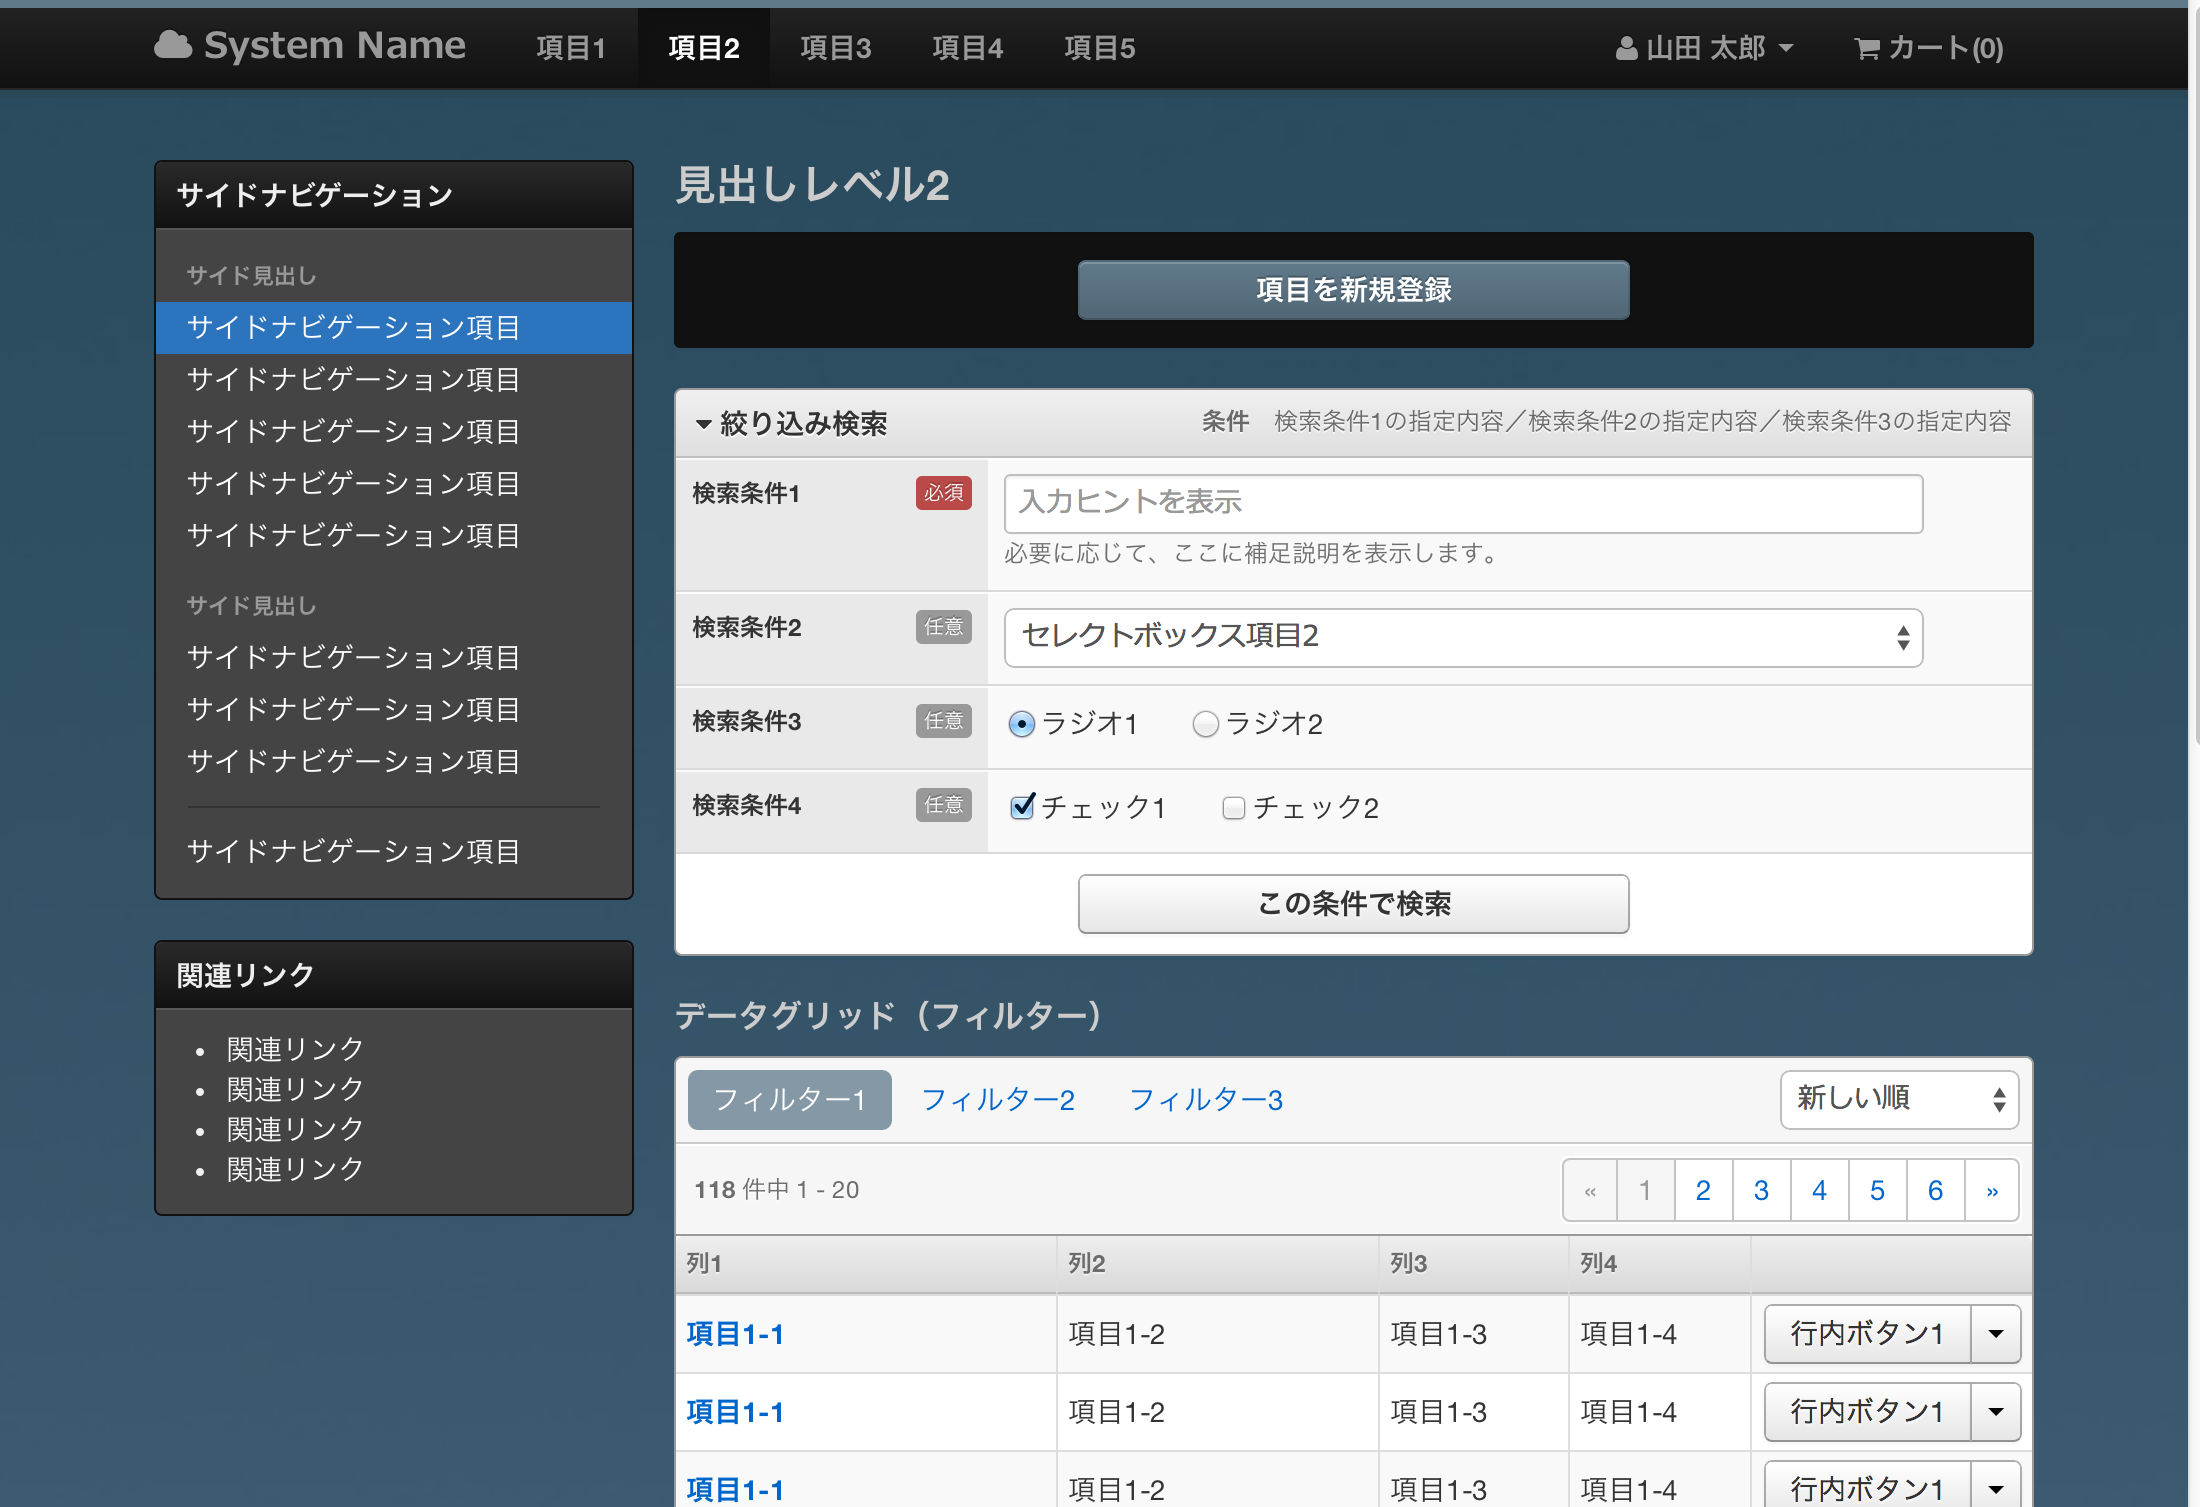 System Name 項目1 項目2 項目3 項目4 項目5 山田 太郎 カート(0)
サイドナビゲーション
サイド見出し
サイドナビゲーション項目
サイドナビゲーション項目
サイドナビゲーション項目
サイドナビゲーション項目
サイドナビゲーション項目
サイド見出し
サイドナビゲーション項目
サイドナビゲーション項目
サイドナビゲーション項目
サイドナビゲーション項目
関連リンク
• 関連リンク
• 関連リンク
• 関連リンク
• 関連リンク
見出しレベル2
項目を新規登録
絞り込み検索 条件 検索条件1の指定内容／検索条件2の指定内容／検索条件3の指定内容
検索条件1 必須 入力ヒントを表示
必要に応じて、ここに補足説明を表示します。
検索条件2 任意 セレクトボックス項目2
検索条件3 任意 ラジオ1 ラジオ2
検索条件4 任意 チェック1 チェック2
この条件で検索
データグリッド（フィルター）
フィルター1 フィルター2 フィルター3 新しい順
118 件中 1 - 20 « 1 2 3 4 5 6 »
列1 列2 列3 列4
項目1-1 項目1-2 項目1-3 項目1-4 行内ボタン1
項目1-1 項目1-2 項目1-3 項目1-4 行内ボタン1
項目1-1 項目1-2 項目1-3 項目1-4 行内ボタン1